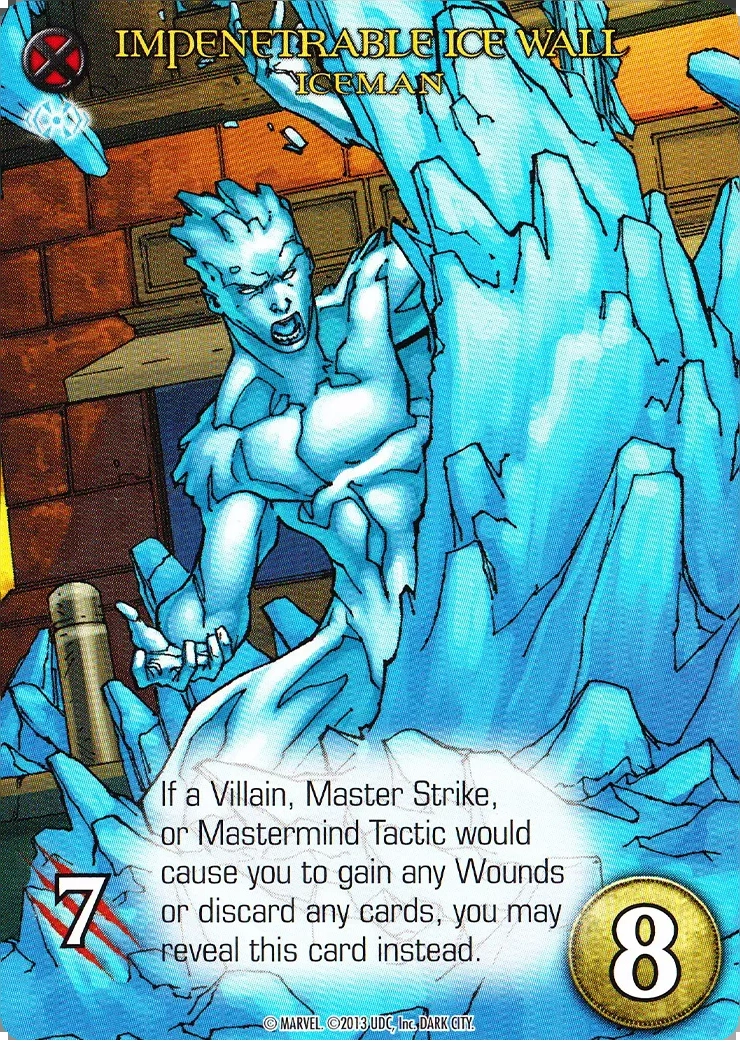 IMPENETRABLE ICE WALL
ICEMAN
If a Villain, Master Strike,
or Mastermind Tactic would
cause you to gain any Wounds
or discard any cards, you may
reveal this card instead.
7
8
© MARVEL. ©2013 UDC, Inc. DARK CITY.